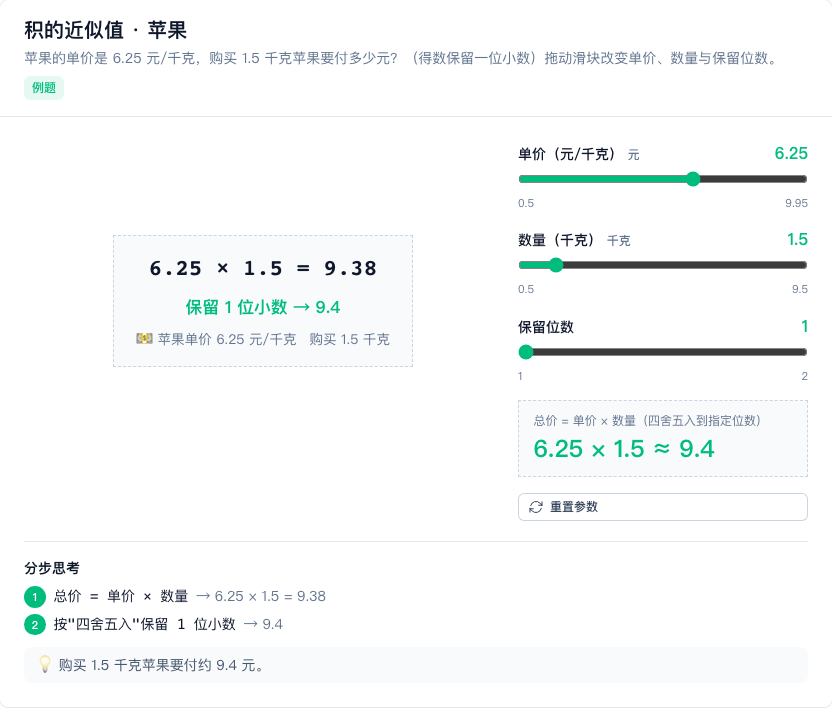 积的近似值 · 苹果
苹果的单价是 6.25 元/千克，购买 1.5 千克苹果要付多少元？（得数保留一位小数）拖动滑块改变单价、数量与保留位数。
例题
6.25 × 1.5 = 9.38
保留 1 位小数 → 9.4
💵 苹果单价 6.25 元/千克 购买 1.5 千克
单价（元/千克） 元 6.25
0.5 9.95
数量（千克） 千克 1.5
0.5 9.5
保留位数 1
1 2
总价 = 单价 × 数量（四舍五入到指定位数）
6.25 × 1.5 ≈ 9.4
重置参数
分步思考
1 总价 = 单价 × 数量 → 6.25 × 1.5 = 9.38
2 按"四舍五入"保留 1 位小数 → 9.4
💡 购买 1.5 千克苹果要付约 9.4 元。